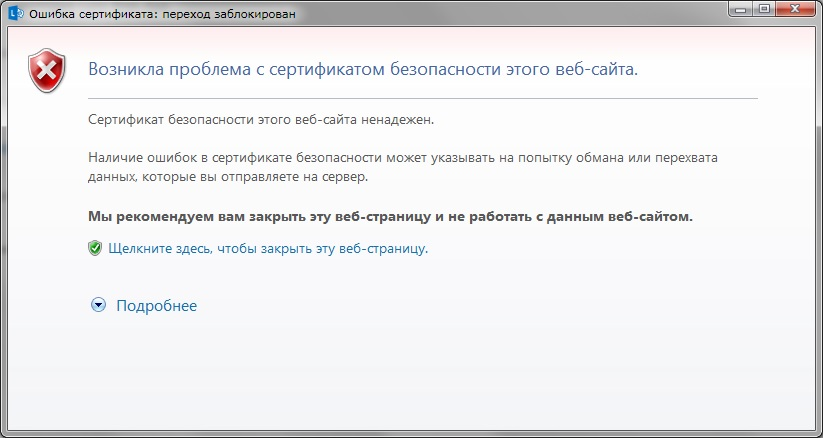 Ошибка сертификата: переход заблокирован
Возникла проблема с сертификатом безопасности этого веб-сайта.
Сертификат безопасности этого веб-сайта ненадежен.
Наличие ошибок в сертификате безопасности может указывать на попытку обмана или перехвата
данных, которые вы отправляете на сервер.
Мы рекомендуем вам закрыть эту веб-страницу и не работать с данным веб-сайтом.
Щелкните здесь, чтобы закрыть эту веб-страницу.
Подробнее